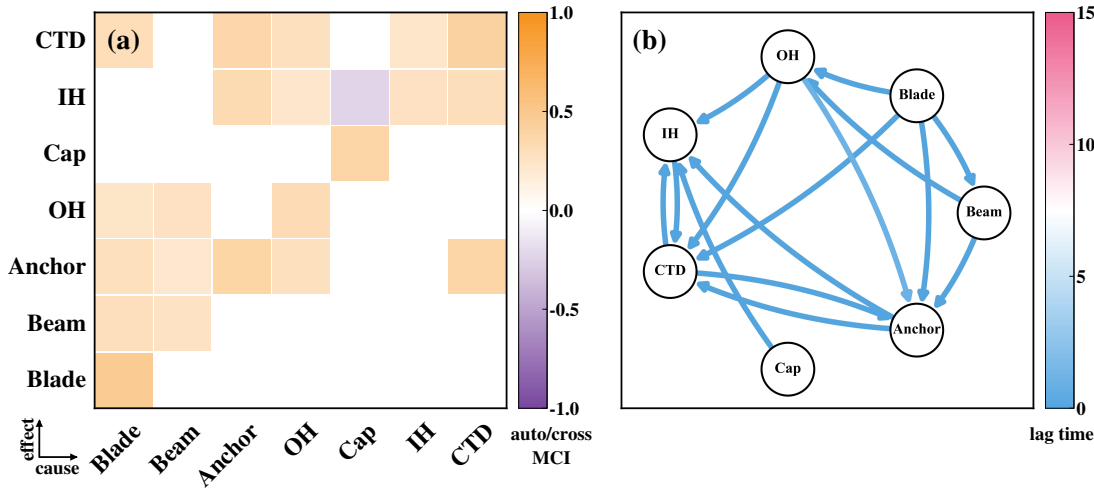 (a)
CTD
IH
Cap
OH
Anchor
Beam
Blade
effect
cause
Blade
Beam
Anchor
OH
Cap
IH
CTD
1.0
0.5
0.0
-0.5
-1.0
auto/cross
MCI
(b)
OH
Blade
IH
Beam
CTD
Anchor
Cap
15
10
5
0
lag time